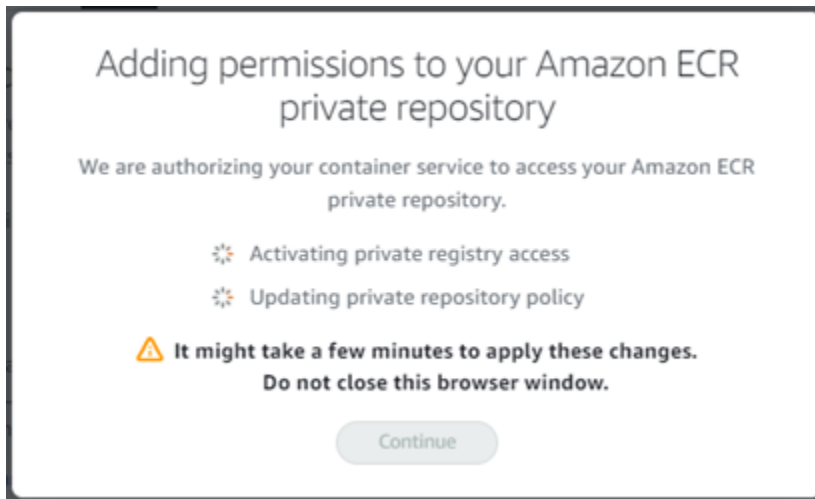 Adding permissions to your Amazon ECR
private repository
We are authorizing your container service to access your Amazon ECR
private repository.
Activating private registry access
Updating private repository policy
It might take a few minutes to apply these changes.
Do not close this browser window.
Continue